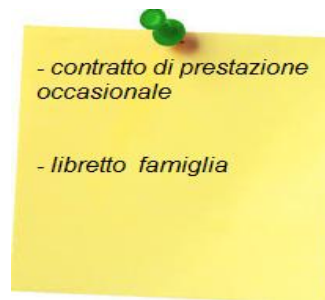 - contratto di prestazione
occasionale
- libretto famiglia